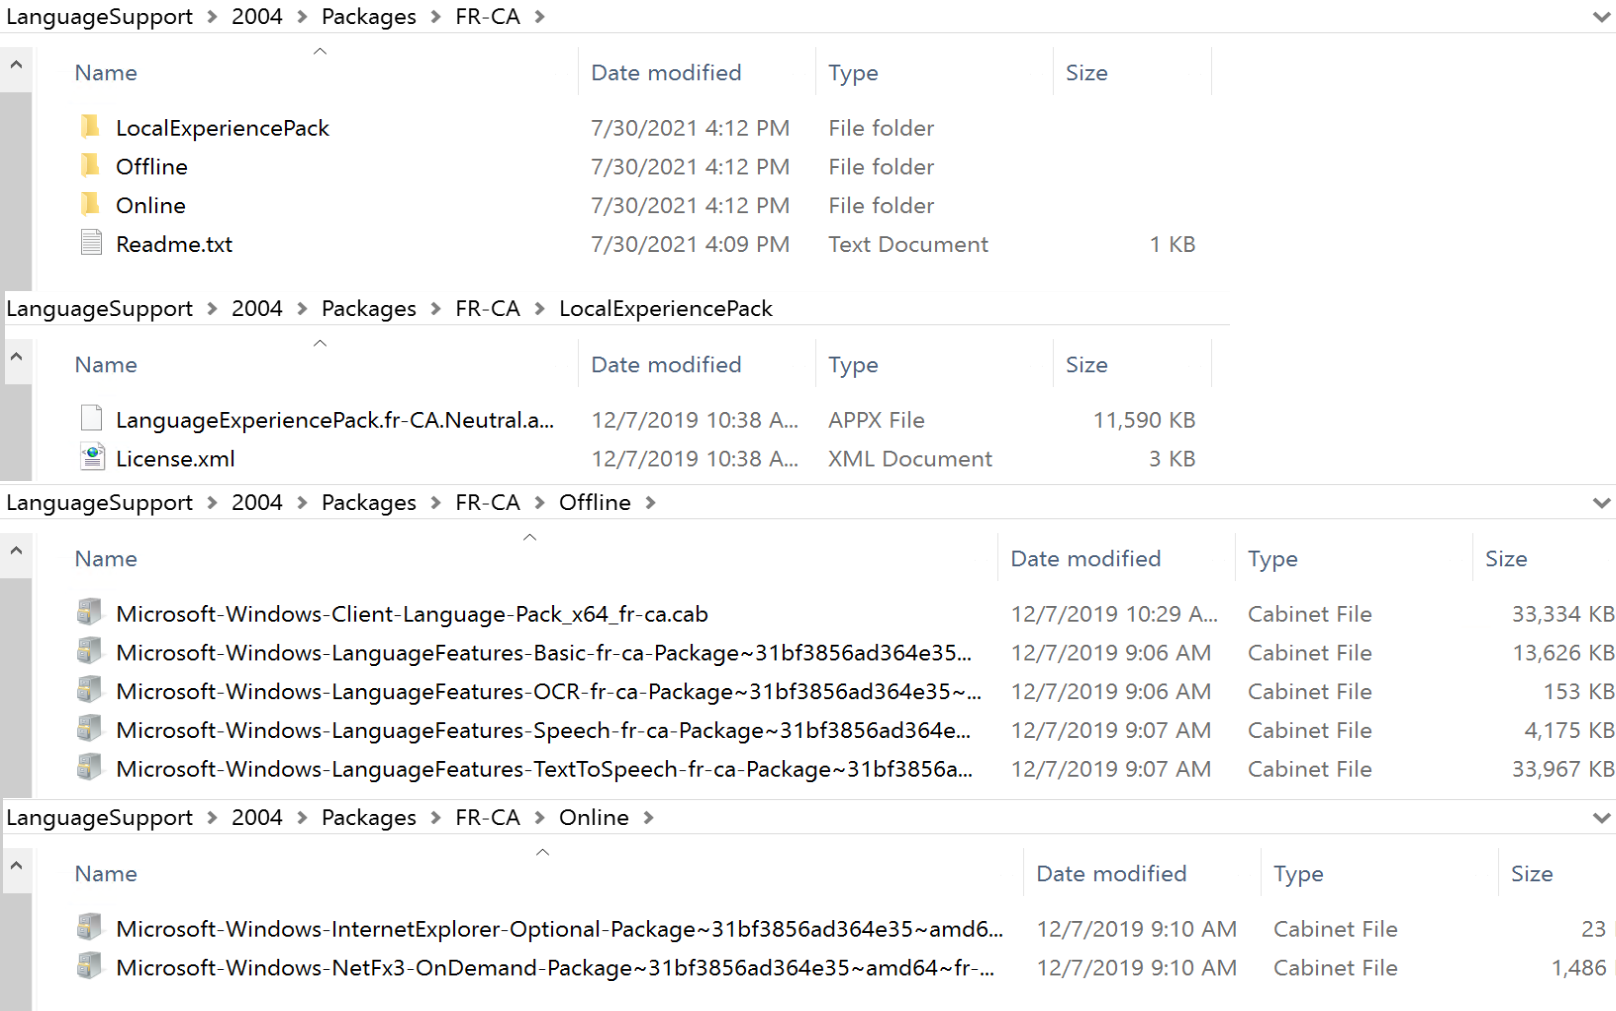 LanguageSupport > 2004 > Packages > FR-CA >
Name Date modified Type Size
LocalExperiencePack 7/30/2021 4:12 PM File folder
Offline 7/30/2021 4:12 PM File folder
Online 7/30/2021 4:12 PM File folder
Readme.txt 7/30/2021 4:09 PM Text Document 1 KB
LanguageSupport > 2004 > Packages > FR-CA > LocalExperiencePack
Name Date modified Type Size
LanguageExperiencePack.fr-CA.Neutral.a... 12/7/2019 10:38 A... APPX File 11,590 KB
License.xml 12/7/2019 10:38 A... XML Document 3 KB
LanguageSupport > 2004 > Packages > FR-CA > Offline >
Name Date modified Type Size
Microsoft-Windows-Client-Language-Pack_x64_fr-ca.cab 12/7/2019 10:29 A... Cabinet File 33,334 KB
Microsoft-Windows-LanguageFeatures-Basic-fr-ca-Package~31bf3856ad364e35... 12/7/2019 9:06 AM Cabinet File 13,626 KB
Microsoft-Windows-LanguageFeatures-OCR-fr-ca-Package~31bf3856ad364e35~... 12/7/2019 9:06 AM Cabinet File 153 KB
Microsoft-Windows-LanguageFeatures-Speech-fr-ca-Package~31bf3856ad364e... 12/7/2019 9:07 AM Cabinet File 4,175 KB
Microsoft-Windows-LanguageFeatures-TextToSpeech-fr-ca-Package~31bf3856a... 12/7/2019 9:07 AM Cabinet File 33,967 KB
LanguageSupport > 2004 > Packages > FR-CA > Online >
Name Date modified Type Size
Microsoft-Windows-InternetExplorer-Optional-Package~31bf3856ad364e35~amd6... 12/7/2019 9:10 AM Cabinet File 23
Microsoft-Windows-NetFx3-OnDemand-Package~31bf3856ad364e35~amd64~fr-... 12/7/2019 9:10 AM Cabinet File 1,486